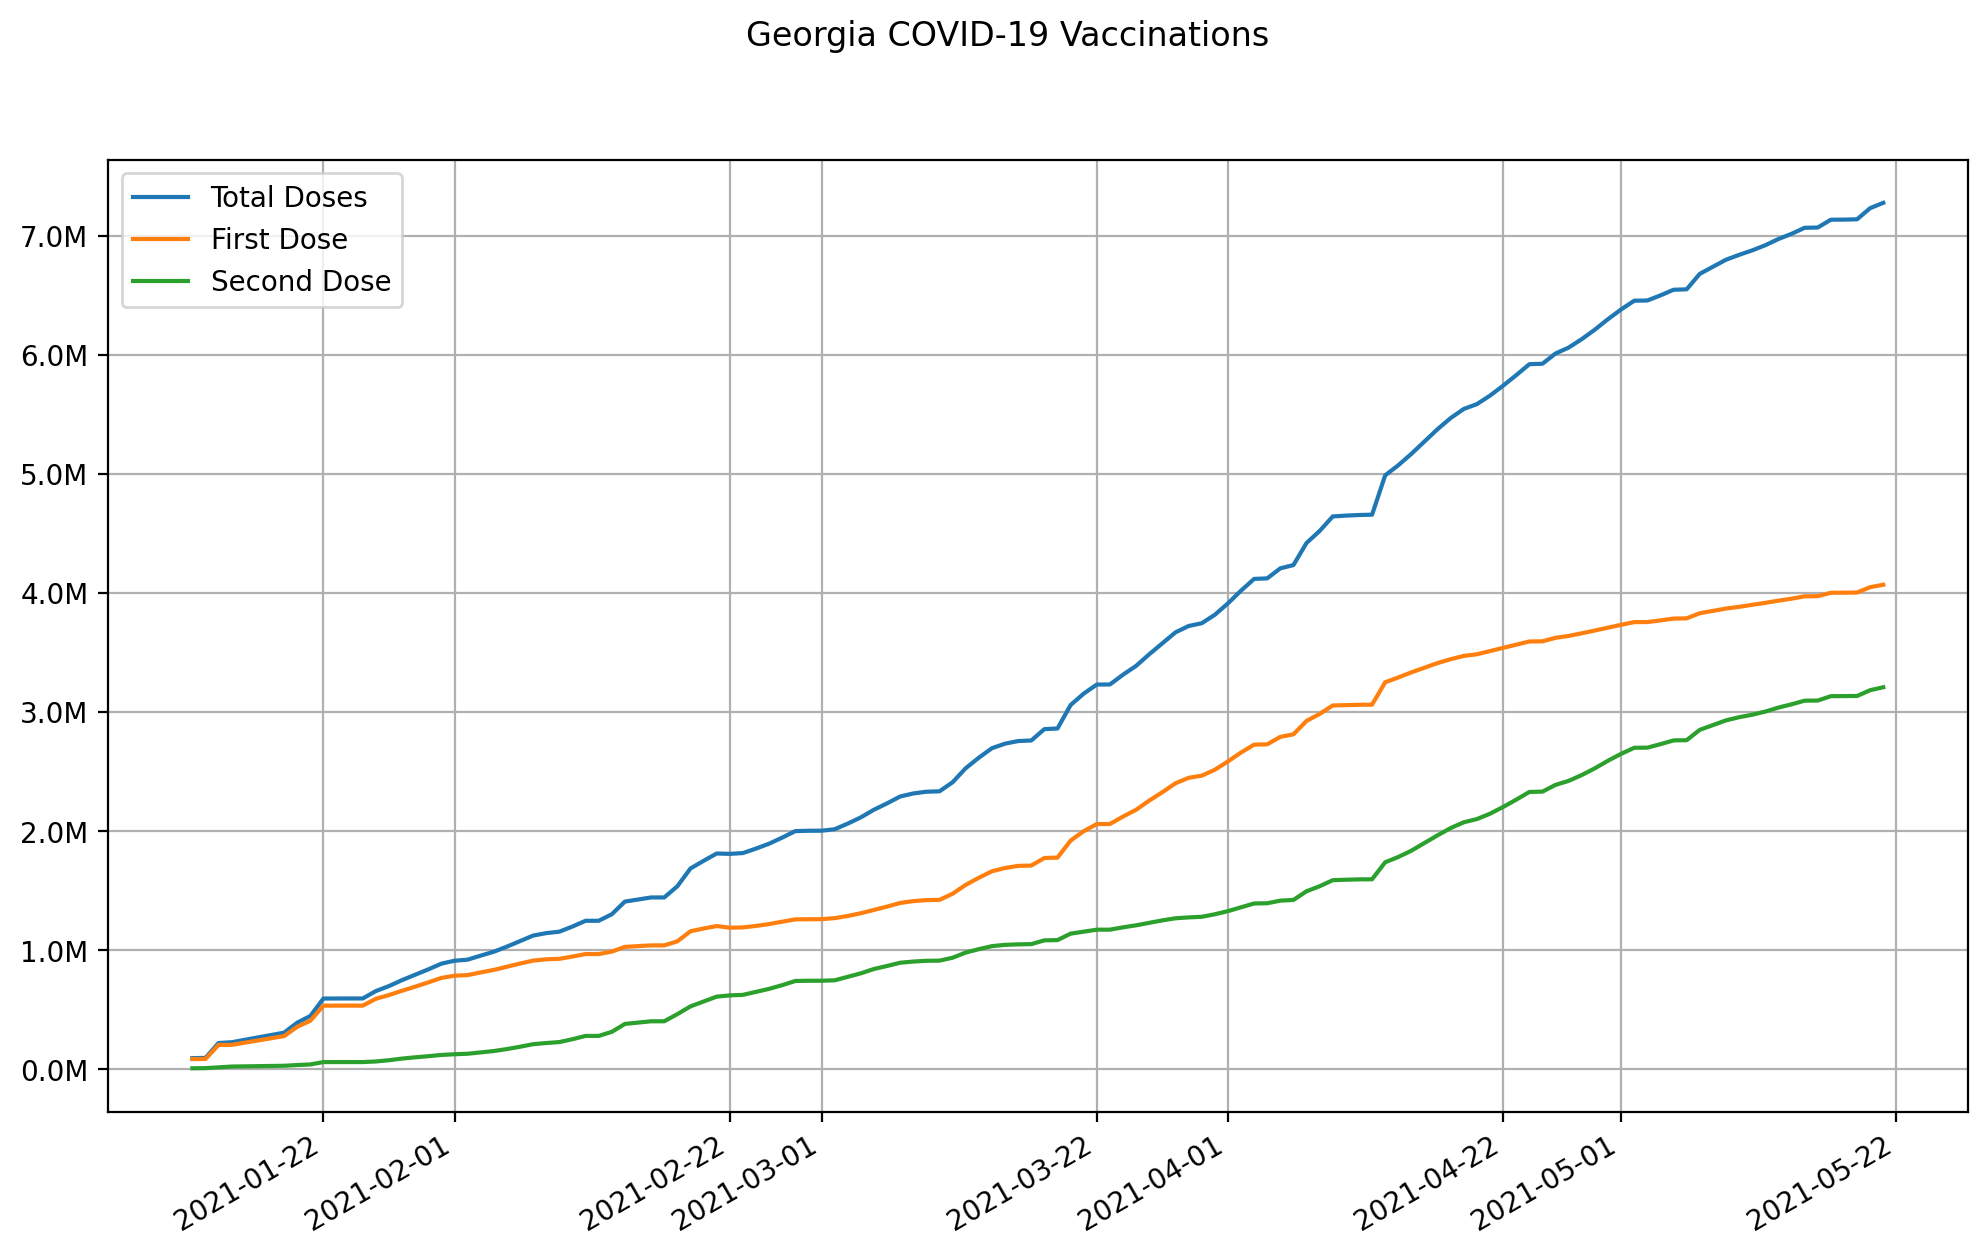 Georgia COVID-19 Vaccinations
Total Doses
First Dose
Second Dose
7.0M
6.0M
5.0M
4.0M
3.0M
2.0M
1.0M
0.0M
2021-01-22
2021-02-01
2021-02-22
2021-03-01
2021-03-22
2021-04-01
2021-04-22
2021-05-01
2021-05-22